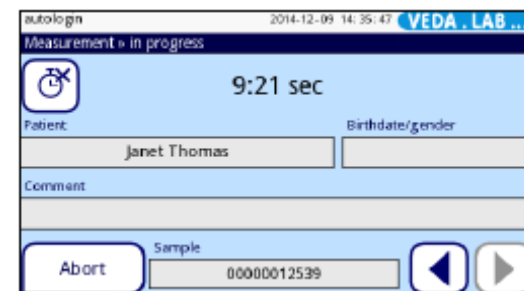 autologin 2014-12-09 14:35:47 VEDA.LAB...
Measurement » in progress
9:21 sec
Patient Birthdate/gender
Janet Thomas
Comment
Sample
Abort 00000012539